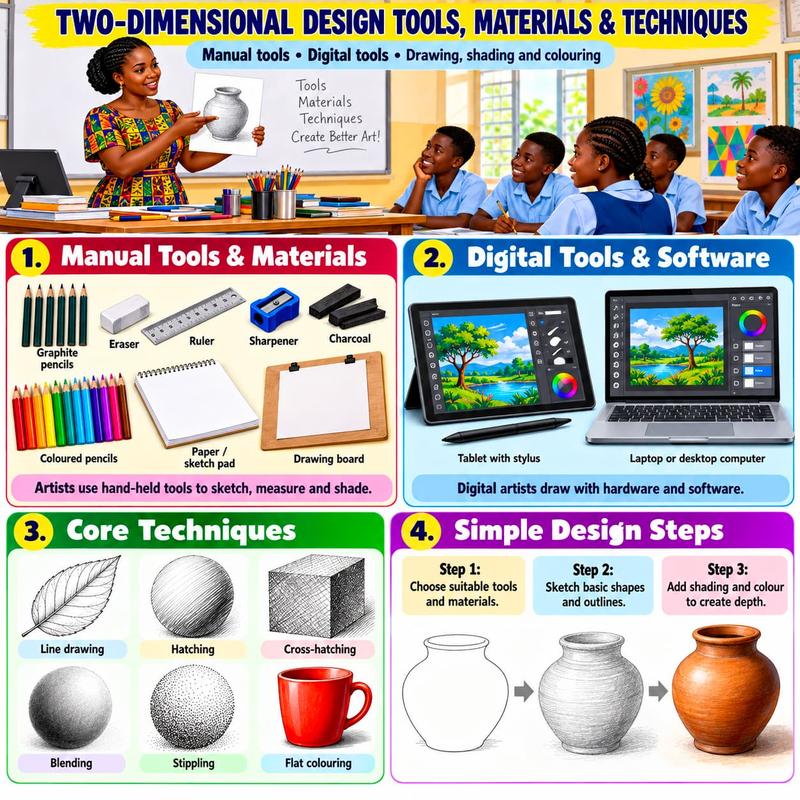 TWO-DIMENSIONAL DESIGN TOOLS, MATERIALS & TECHNIQUES
Manual tools • Digital tools • Drawing, shading and colouring
Tools
Materials
Techniques
Create Better Art!
1. Manual Tools & Materials
Graphite
pencils
Eraser
Ruler
Sharpener
Charcoal
Coloured pencils
Paper /
sketch pad
Drawing board
Artists use hand-held tools to sketch, measure and shade.
2. Digital Tools & Software
Tablet with stylus
Laptop or desktop computer
Digital artists draw with hardware and software.
3. Core Techniques
Line drawing
Hatching
Cross-hatching
Blending
Stippling
Flat colouring
4. Simple Design Steps
Step 1:
Choose suitable tools
and materials.
Step 2:
Sketch basic shapes
and outlines.
Step 3:
Add shading and colour
to create depth.